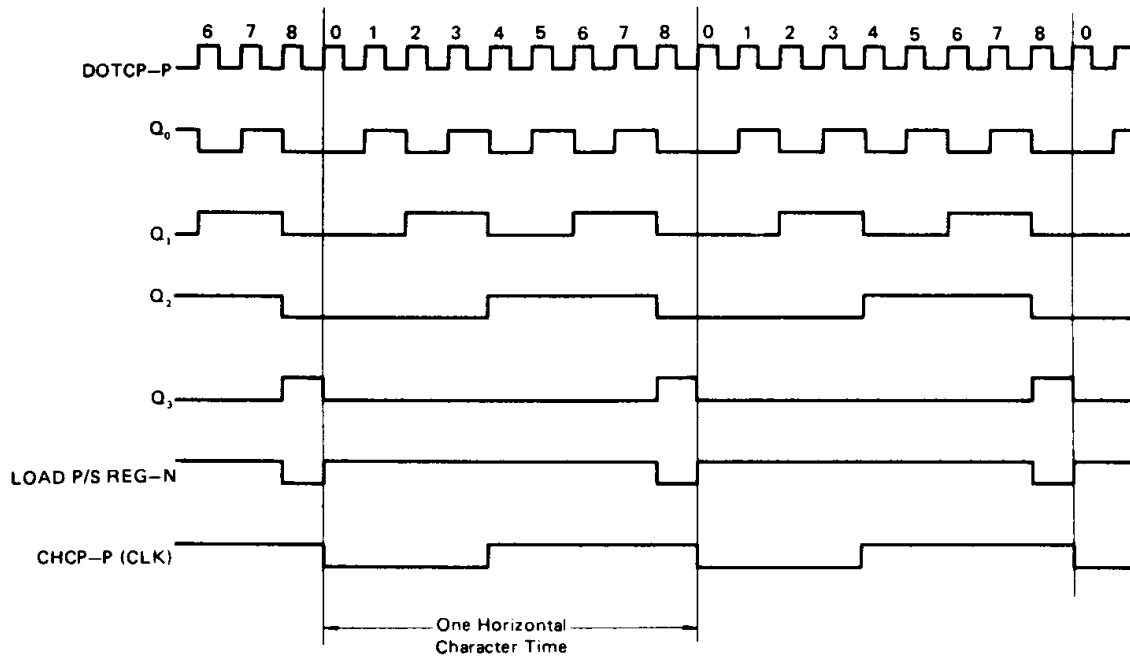 6 7 8 0 1 2 3 4 5 6 7 8 0 1 2 3 4 5 6 7 8 0
DOTCP–P
Q₀
Q₁
Q₂
Q₃
LOAD P/S REG–N
CHCP–P (CLK)
One Horizontal
Character Time